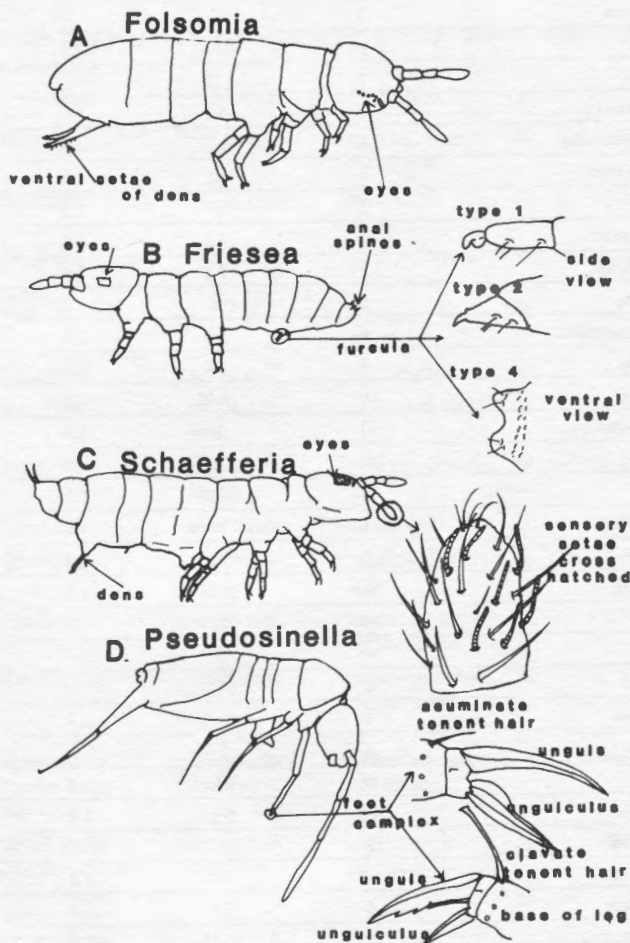 A Folsomia
ventral setae
of dens
eyes
anal
spines
type 1
side
view
eyes
B Friesea
type 2
furcula
type 4
ventral
view
eyes
C Schaefferia
sensory
setae
cross
hatched
dens
D. Pseudosinella
acuminate
tenent hair
unguis
unguiculus
foot
complex
clavate
tenent hair
unguis
base of leg
unguiculus